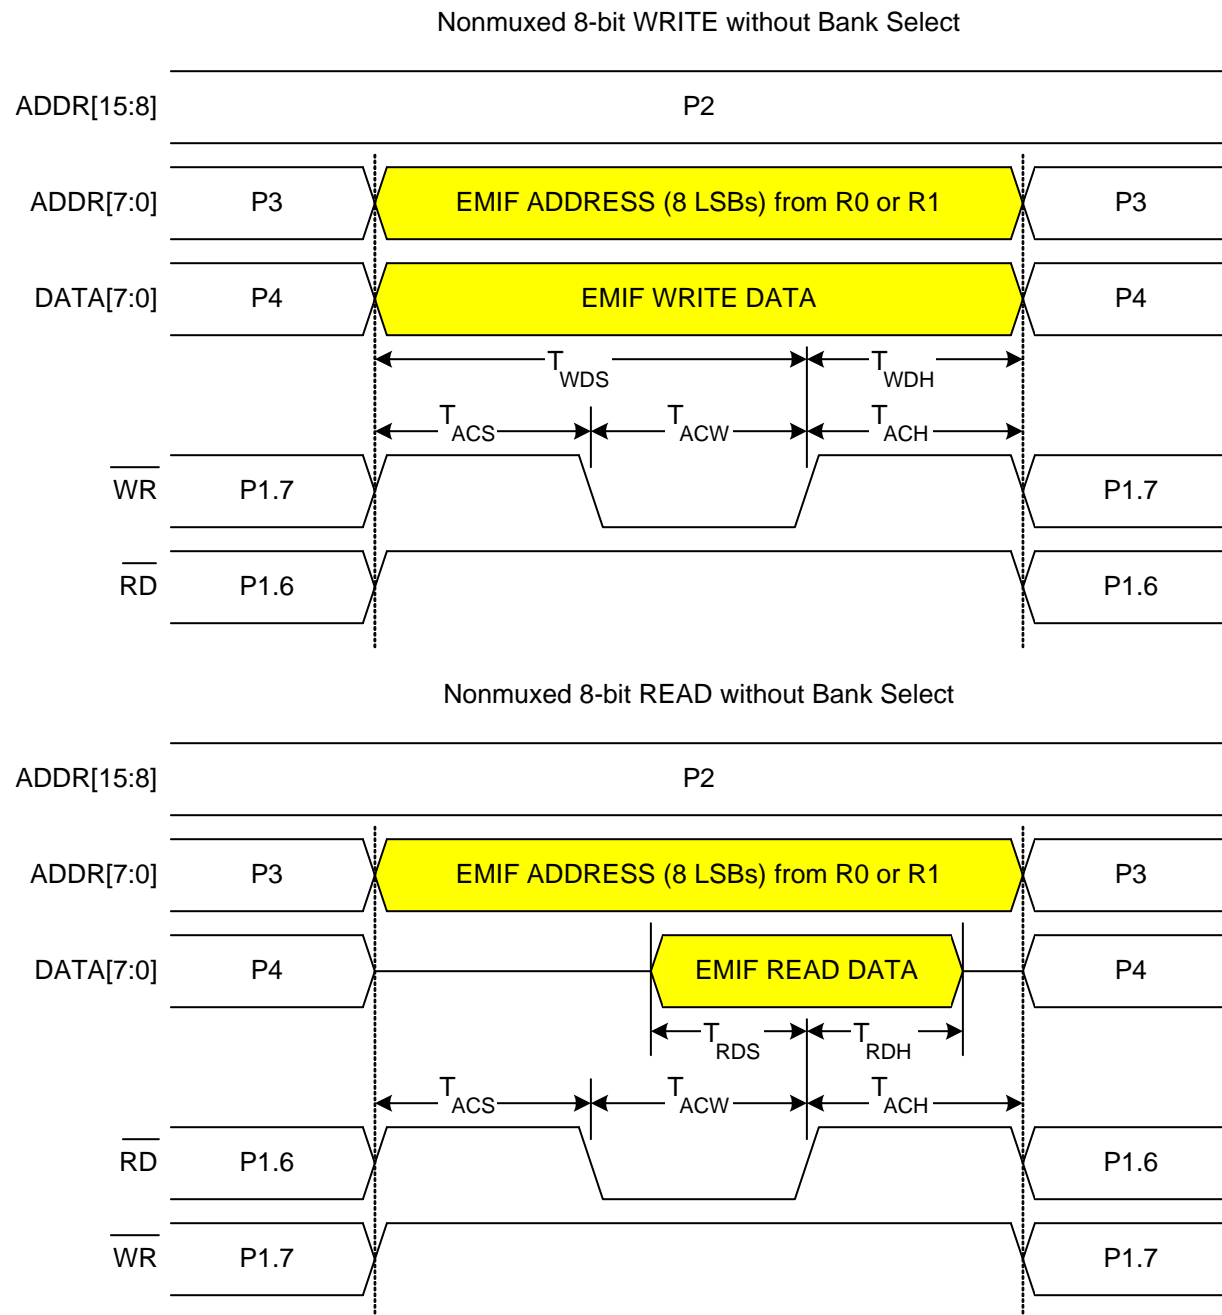 Nonmuxed 8-bit WRITE without Bank Select
ADDR[15:8] P2
ADDR[7:0] P3 EMIF ADDRESS (8 LSBs) from R0 or R1 P3
DATA[7:0] P4 EMIF WRITE DATA P4
TWDS TWDH
TACS TACW TACH
WR P1.7 P1.7
RD P1.6 P1.6
Nonmuxed 8-bit READ without Bank Select
ADDR[15:8] P2
ADDR[7:0] P3 EMIF ADDRESS (8 LSBs) from R0 or R1 P3
DATA[7:0] P4 EMIF READ DATA P4
TRDS TRDH
TACS TACW TACH
RD P1.6 P1.6
WR P1.7 P1.7